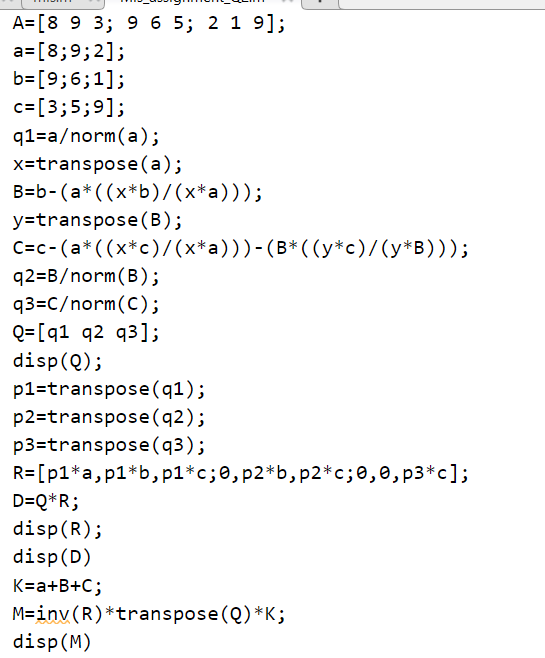 A=[8 9 3; 9 6 5; 2 1 9];
a=[8;9;2];
b=[9;6;1];
c=[3;5;9];
q1=a/norm(a);
x=transpose(a);
B=b-(a*((x*b)/(x*a)));
y=transpose(B);
C=c-(a*((x*c)/(x*a)))-(B*((y*c)/(y*B)));
q2=B/norm(B);
q3=C/norm(C);
Q=[q1 q2 q3];
disp(Q);
p1=transpose(q1);
p2=transpose(q2);
p3=transpose(q3);
R=[p1*a,p1*b,p1*c;0,p2*b,p2*c;0,0,p3*c];
D=Q*R;
disp(R);
disp(D)
K=a+B+C;
M=inv(R)*transpose(Q)*K;
disp(M)